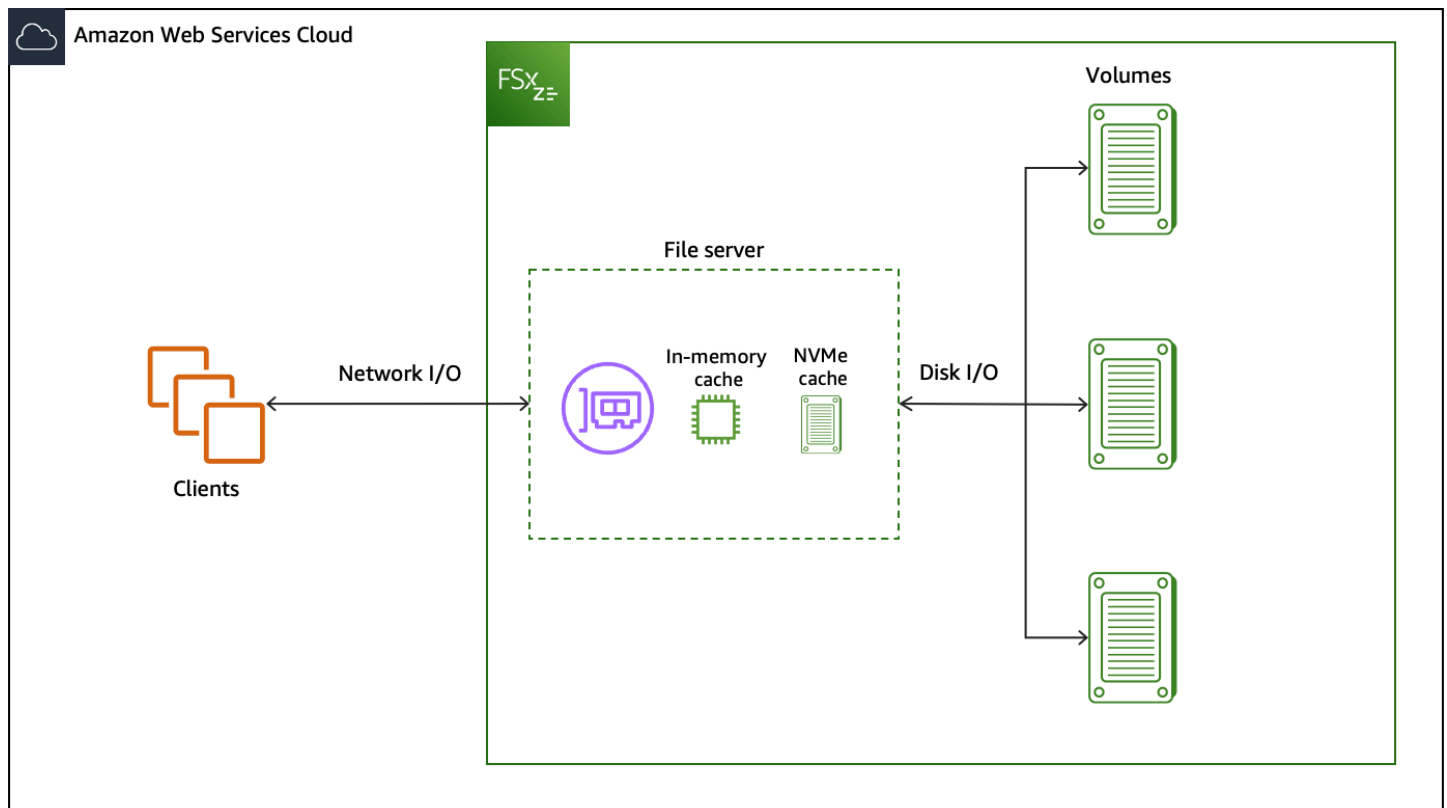 Amazon Web Services Cloud
FSx
Z
Volumes
File server
In-memory
cache
NVMe
cache
Network I/O
Disk I/O
Clients